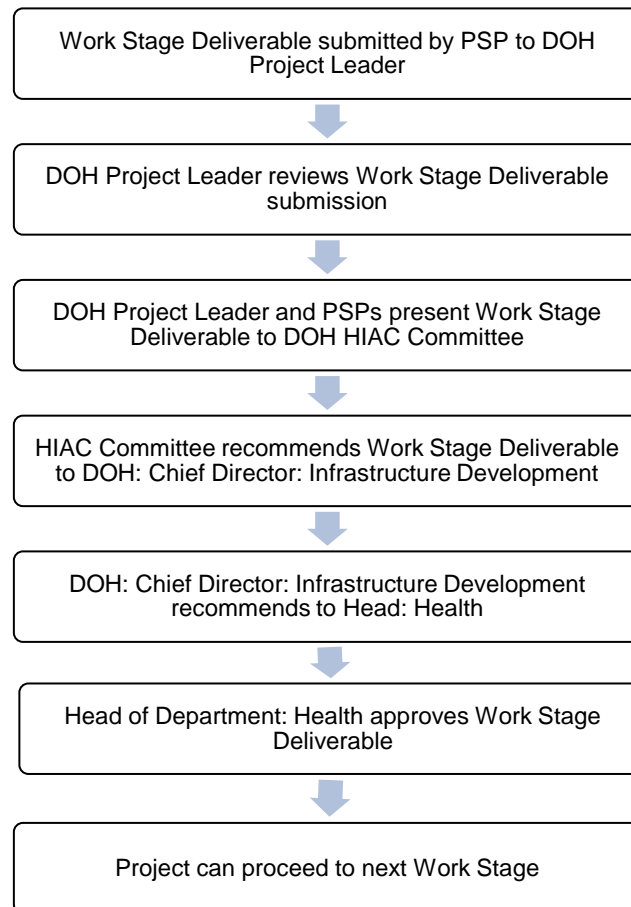 Work Stage Deliverable submitted by PSP to DOH
Project Leader
DOH Project Leader reviews Work Stage Deliverable
submission
DOH Project Leader and PSPs present Work Stage
Deliverable to DOH HIAC Committee
HIAC Committee recommends Work Stage Deliverable
to DOH: Chief Director: Infrastructure Development
DOH: Chief Director: Infrastructure Development
recommends to Head: Health
Head of Department: Health approves Work Stage
Deliverable
Project can proceed to next Work Stage